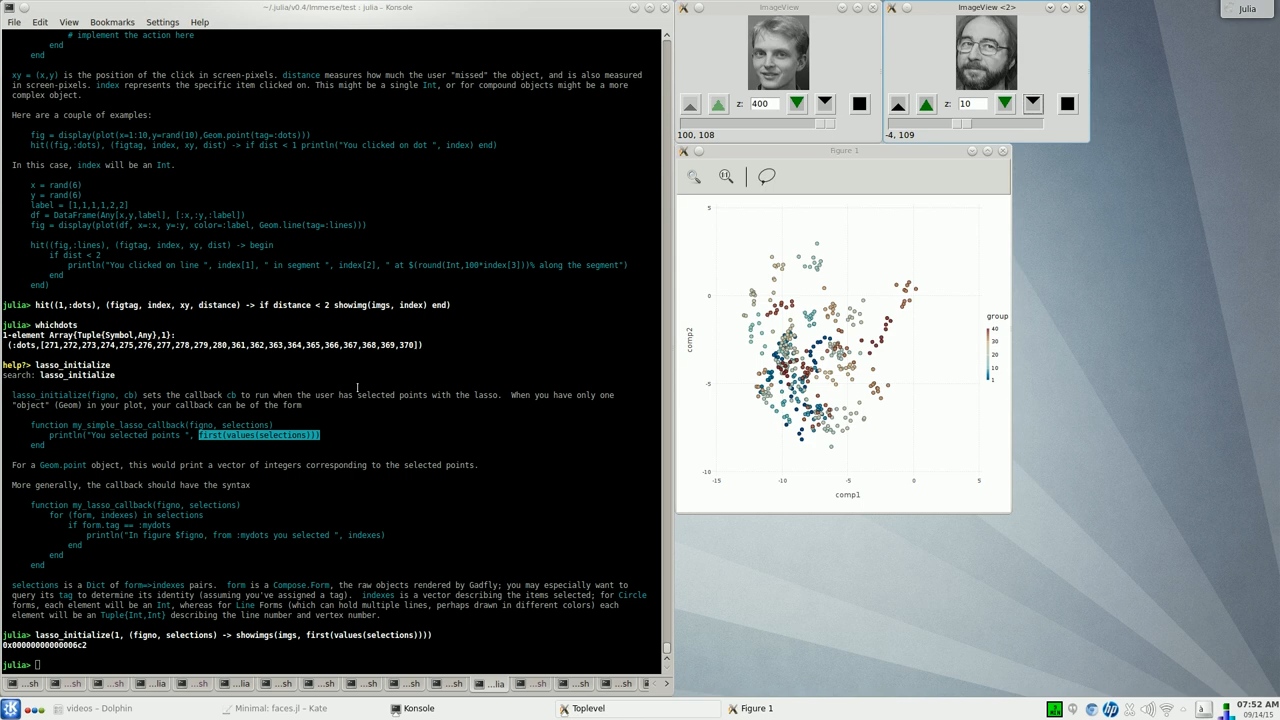 ~/.julia/v0.4/Immerse/test : julia – Konsole
File Edit View Bookmarks Settings Help
# implement the action here
end
end
xy = (x,y) is the position of the click in screen-pixels. distance measures how much the user "missed" the object, and is also measured
in screen-pixels. index represents the specific item clicked on. This might be a single Int, or for compound objects might be a more
complex object.
Here are a couple of examples:
fig = display(plot(x=1:10,y=rand(10),Geom.point(tag=:dots)))
hit((fig,:dots), (figtag, index, xy, dist) -> if dist < 1 println("You clicked on dot ", index) end)
In this case, index will be an Int.
x = rand(6)
y = rand(6)
label = [1,1,1,1,2,2]
df = DataFrame(Any[x,y,label], [:x,:y,:label])
fig = display(plot(df, x=:x, y=:y, color=:label, Geom.line(tag=:lines)))
hit((fig,:lines), (figtag, index, xy, dist) -> begin
if dist < 2
println("You clicked on line ", index[1], " in segment ", index[2], " at $(round(Int,100*index[3]))% along the segment")
end
end)
julia> hit((1,:dots), (figtag, index, xy, distance) -> if distance < 2 showimg(imgs, index) end)
julia> whichdots
1-element Array{Tuple{Symbol,Any},1}:
(:dots,[271,272,273,274,275,276,277,278,279,280,361,362,363,364,365,366,367,368,369,370])
help?> lasso_initialize
search: lasso_initialize
lasso_initialize(figno, cb) sets the callback cb to run when the user has selected points with the lasso. When you have only one
"object" (Geom) in your plot, your callback can be of the form
function my_simple_lasso_callback(figno, selections)
println("You selected points ", first(values(selections)))
end
For a Geom.point object, this would print a vector of integers corresponding to the selected points.
More generally, the callback should have the syntax
function my_lasso_callback(figno, selections)
for (form, indexes) in selections
if form.tag == :mydots
println("In figure $figno, from :mydots you selected ", indexes)
end
end
end
selections is a Dict of form=>indexes pairs. form is a Compose.Form, the raw objects rendered by Gadfly; you may especially want to
query its tag to determine its identity (assuming you've assigned a tag). indexes is a vector describing the items selected; for Circle
forms, each element will be an Int, whereas for Line Forms (which can hold multiple lines, perhaps drawn in different colors) each
element will be an Tuple{Int,Int} describing the line number and vertex number.
julia> lasso_initialize(1, (figno, selections) -> showimgs(imgs, first(values(selections))))
0x00000000000006c2
julia>
...sh ...sh ...sh ...lia ...sh ...lia ...sh ...sh ...sh ...sh ...sh ...lia ...sh ...sh ...sh
ImageView
z: 400
100, 108
ImageView <2>
z: 10
-4, 109
Julia
Figure 1
5
0
-5
-10
-15 -10 -5 0 5
comp2
comp1
group
40
30
20
10
1
videos – Dolphin
Minimal: faces.jl – Kate
Konsole
Toplevel
Figure 1
07:52 AM
09/14/15